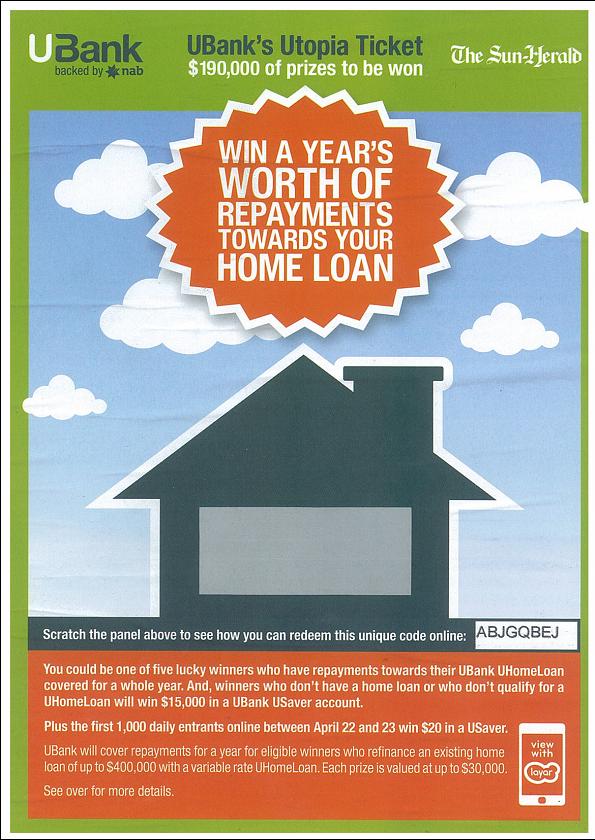 UBank
backed by nab
UBank's Utopia Ticket
$190,000 of prizes to be won
The Sun-Herald
WIN A YEAR'S
WORTH OF
REPAYMENTS
TOWARDS YOUR
HOME LOAN
Scratch the panel above to see how you can redeem this unique code online: ABJGQBEJ
You could be one of five lucky winners who have repayments towards their UBank UHomeLoan
covered for a whole year. And, winners who don't have a home loan or who don't qualify for a
UHomeLoan will win $15,000 in a UBank USaver account.
Plus the first 1,000 daily entrants online between April 22 and 23 win $20 in a USaver.
UBank will cover repayments for a year for eligible winners who refinance an existing home
loan of up to $400,000 with a variable rate UHomeLoan. Each prize is valued at up to $30,000.
See over for more details.
view
with
layar